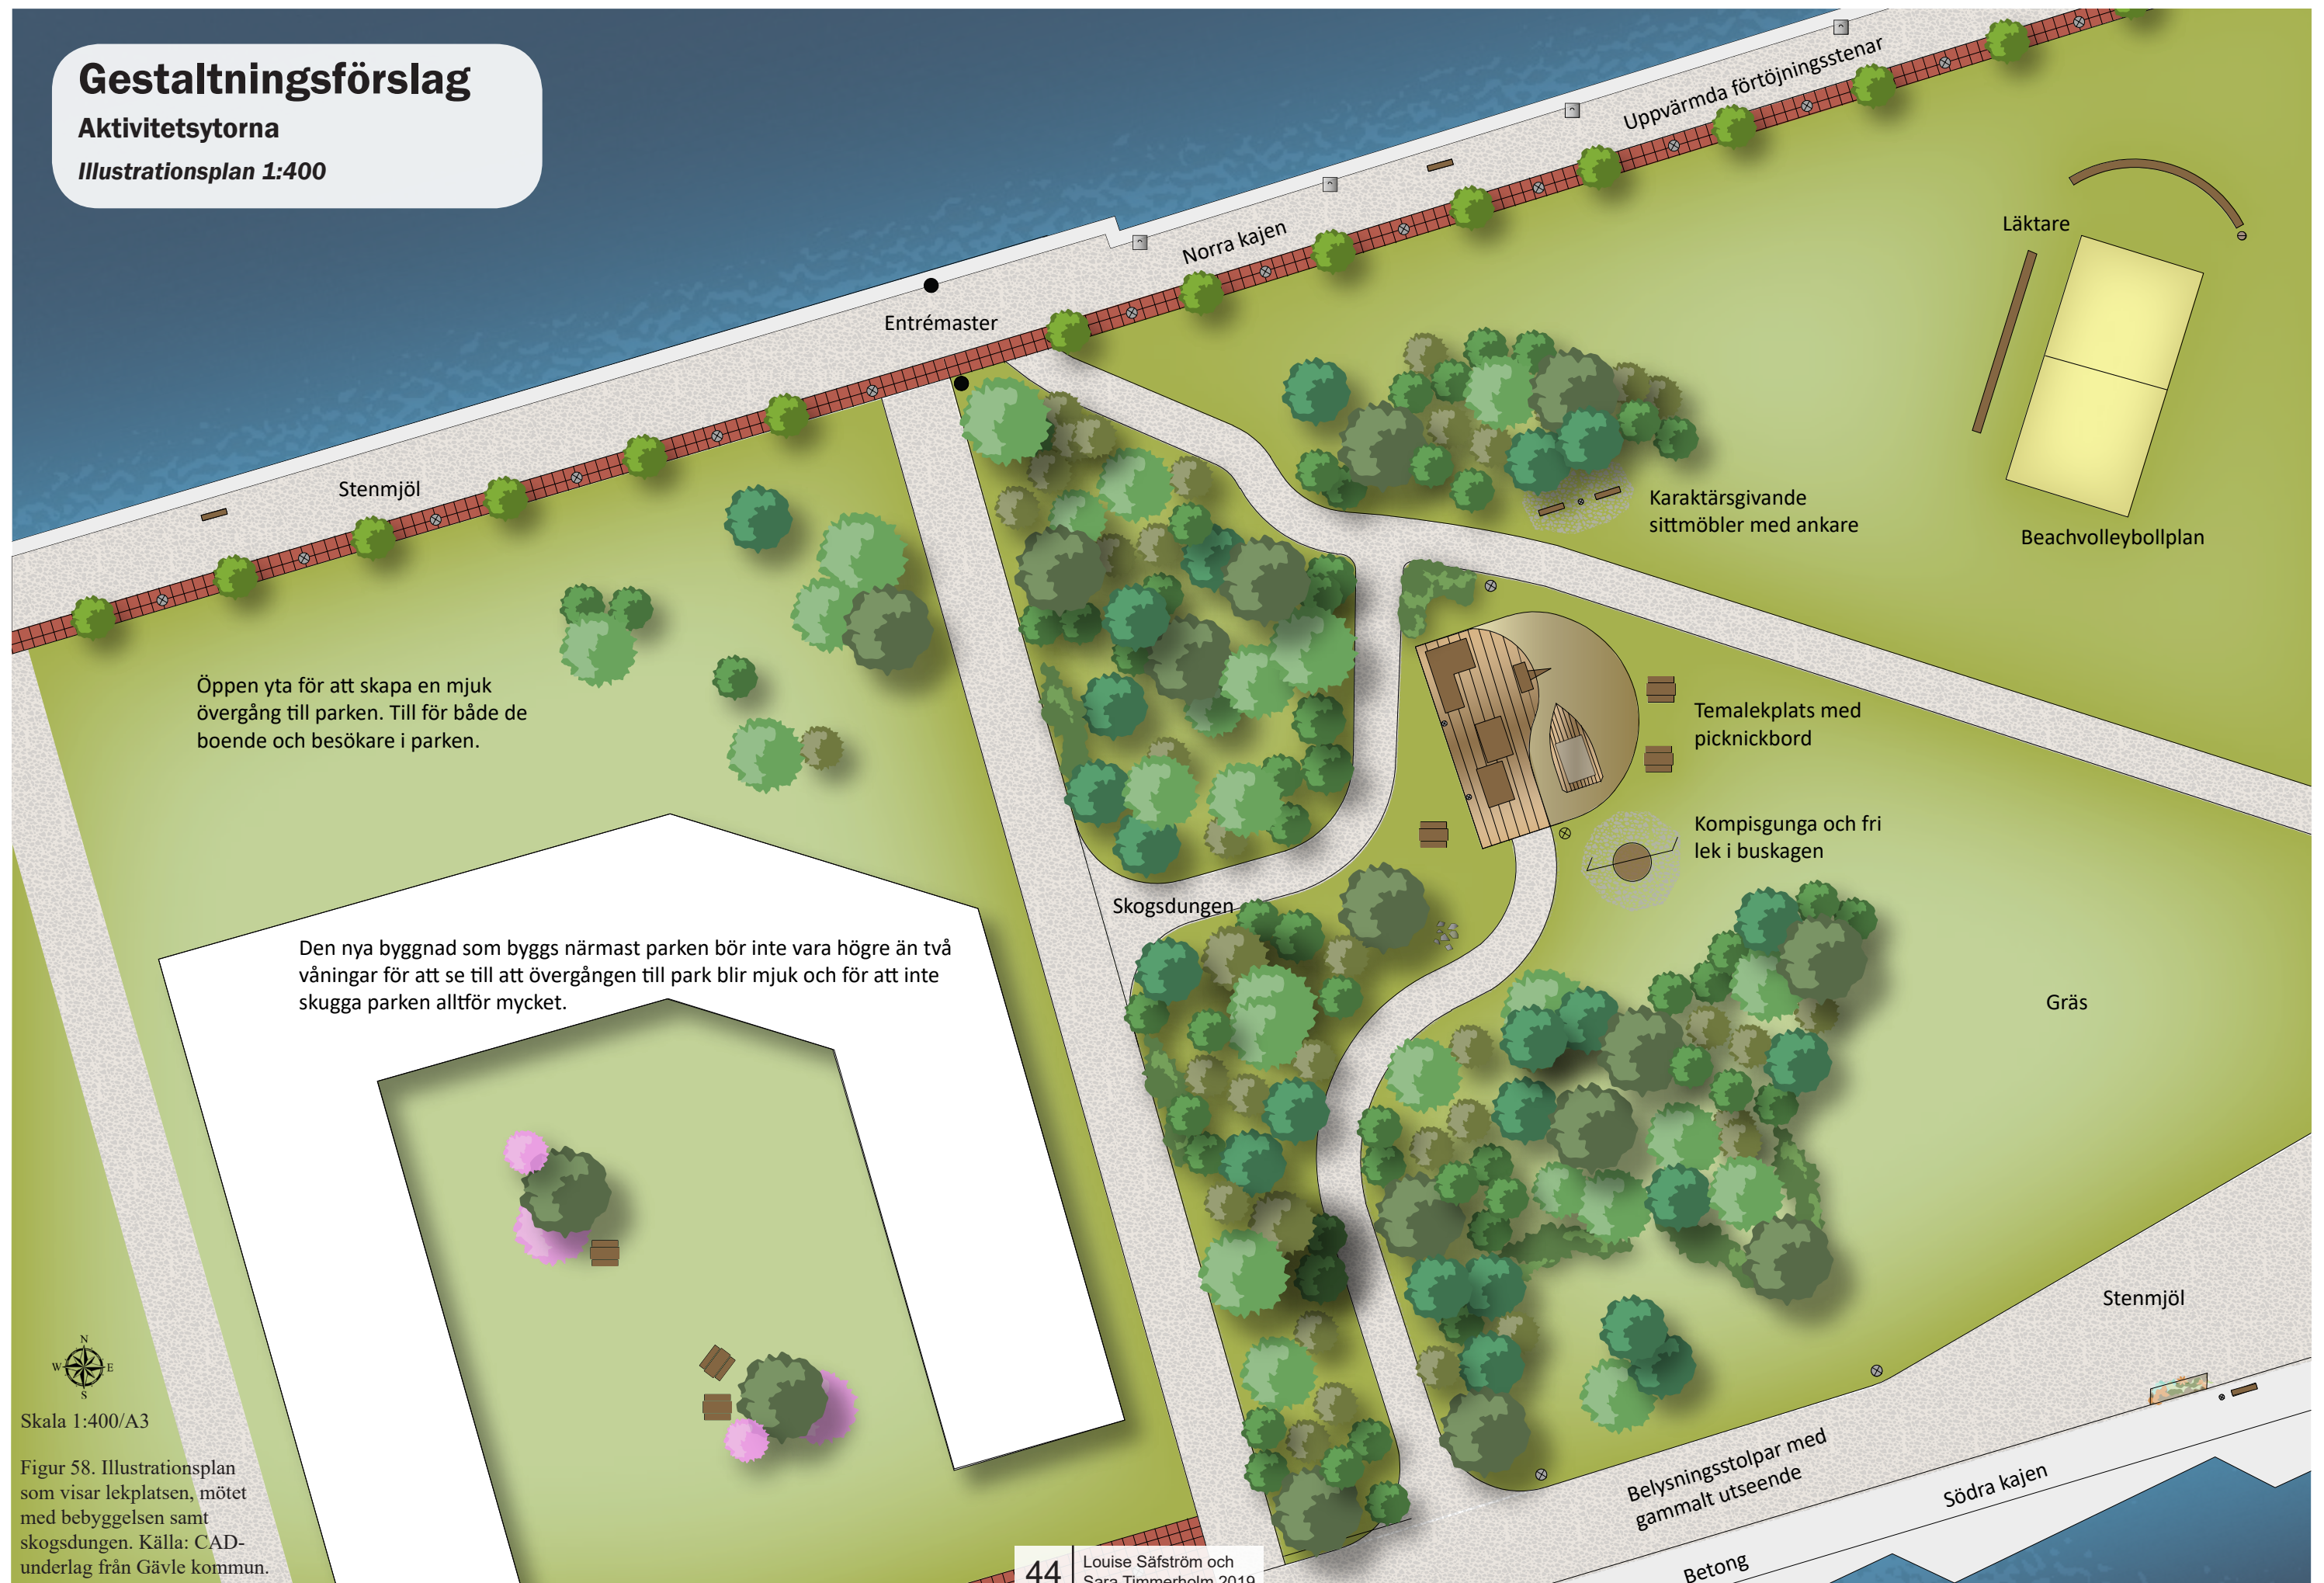 Gestaltningsförslag
Aktivitetsytorna
Illustrationsplan 1:400
Uppvärmda förtöjningsstenar
Norra kajen
Entrémaster
Stenmjöl
Läktare
Beachvolleybollplan
Karaktärsgivande
sittmöbler med ankare
Öppen yta för att skapa en mjuk
övergång till parken. Till för både de
boende och besökare i parken.
Temalekplats med
picknickbord
Kompisgunga och fri
lek i buskagen
Skogsdungen
Den nya byggnad som byggs närmast parken bör inte vara högre än två
våningar för att se till att övergången till park blir mjuk och för att inte
skugga parken alltför mycket.
Gräs
Stenmjöl
Belysningsstolpar med
gammalt utseende
Södra kajen
Betong
N
W E
S
Skala 1:400/A3
Figur 58. Illustrationsplan
som visar lekplatsen, mötet
med bebyggelsen samt
skogsdungen. Källa: CAD-
underlag från Gävle kommun.
44
Louise Säfström och
Sara Timmerholm 2019